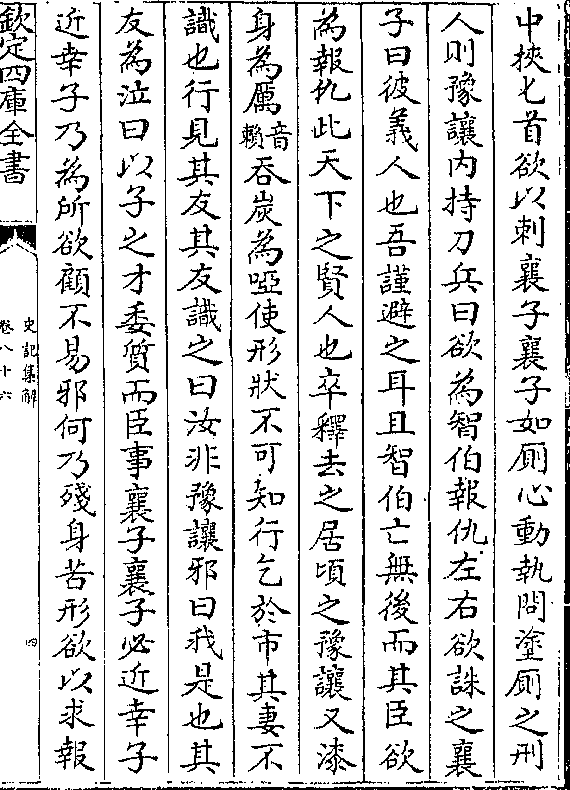 中挾匕首欲以刺襄子襄子如廁心動執問塗廁之刑
人則豫讓内持刀兵曰欲為智伯報仇左右欲誅之襄
子曰彼義人也吾謹避之耳且智伯亡無後而其臣欲
為報仇此天下之賢人也卒釋去之居頃之豫讓又漆
身為厲音賴吞炭為啞使形狀不可知行乞於市其妻不
識也行見其友其友識之曰汝非豫讓邪曰我是也其
友為泣曰以子之才委質而臣事襄子襄子必近幸子
近幸子乃為所欲顧不易邪何乃殘身苦形欲以求報
欽定四庫全書
史記集解
卷八十六
四